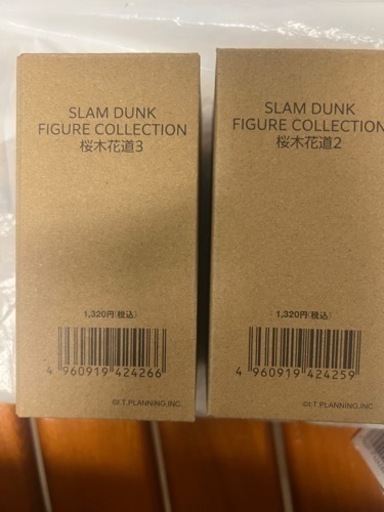 SLAM DUNK
FIGURE COLLECTION
桜木花道3
1,320円(税込)
4 960919 424266
©I.T.PLANNING,INC.
SLAM DUNK
FIGURE COLLECTION
桜木花道2
1,320円(税込)
4 960919 424259
©I.T.PLANNING,INC.